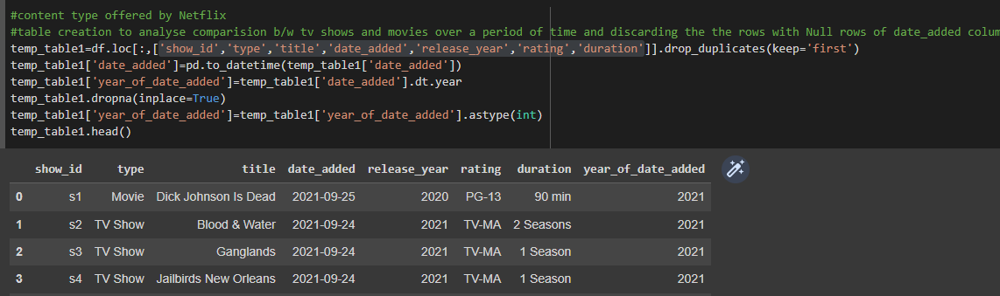 #content type offered by Netflix
#table creation to analyse comparision b/w tv shows and movies over a period of time and discarding the the rows with Null rows of date_added colum
temp_table1=df.loc[:,['show_id','type','title','date_added','release_year','rating','duration']].drop_duplicates(keep='first')
temp_table1['date_added']=pd.to_datetime(temp_table1['date_added'])
temp_table1['year_of_date_added']=temp_table1['date_added'].dt.year
temp_table1.dropna(inplace=True)
temp_table1['year_of_date_added']=temp_table1['year_of_date_added'].astype(int)
temp_table1.head()
show_id type title date_added release_year rating duration year_of_date_added
0 s1 Movie Dick Johnson Is Dead 2021-09-25 2020 PG-13 90 min 2021
1 s2 TV Show Blood & Water 2021-09-24 2021 TV-MA 2 Seasons 2021
2 s3 TV Show Ganglands 2021-09-24 2021 TV-MA 1 Season 2021
3 s4 TV Show Jailbirds New Orleans 2021-09-24 2021 TV-MA 1 Season 2021